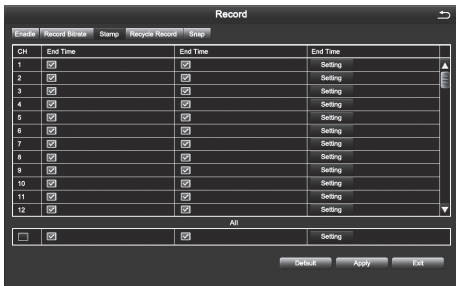 Record
Enable Record Bitrate Stamp Recycle Record Snap
CH End Time End Time End Time
1 Setting
2 Setting
3 Setting
4 Setting
5 Setting
6 Setting
7 Setting
8 Setting
9 Setting
10 Setting
11 Setting
12 Setting
All
Setting
Default Apply Exit